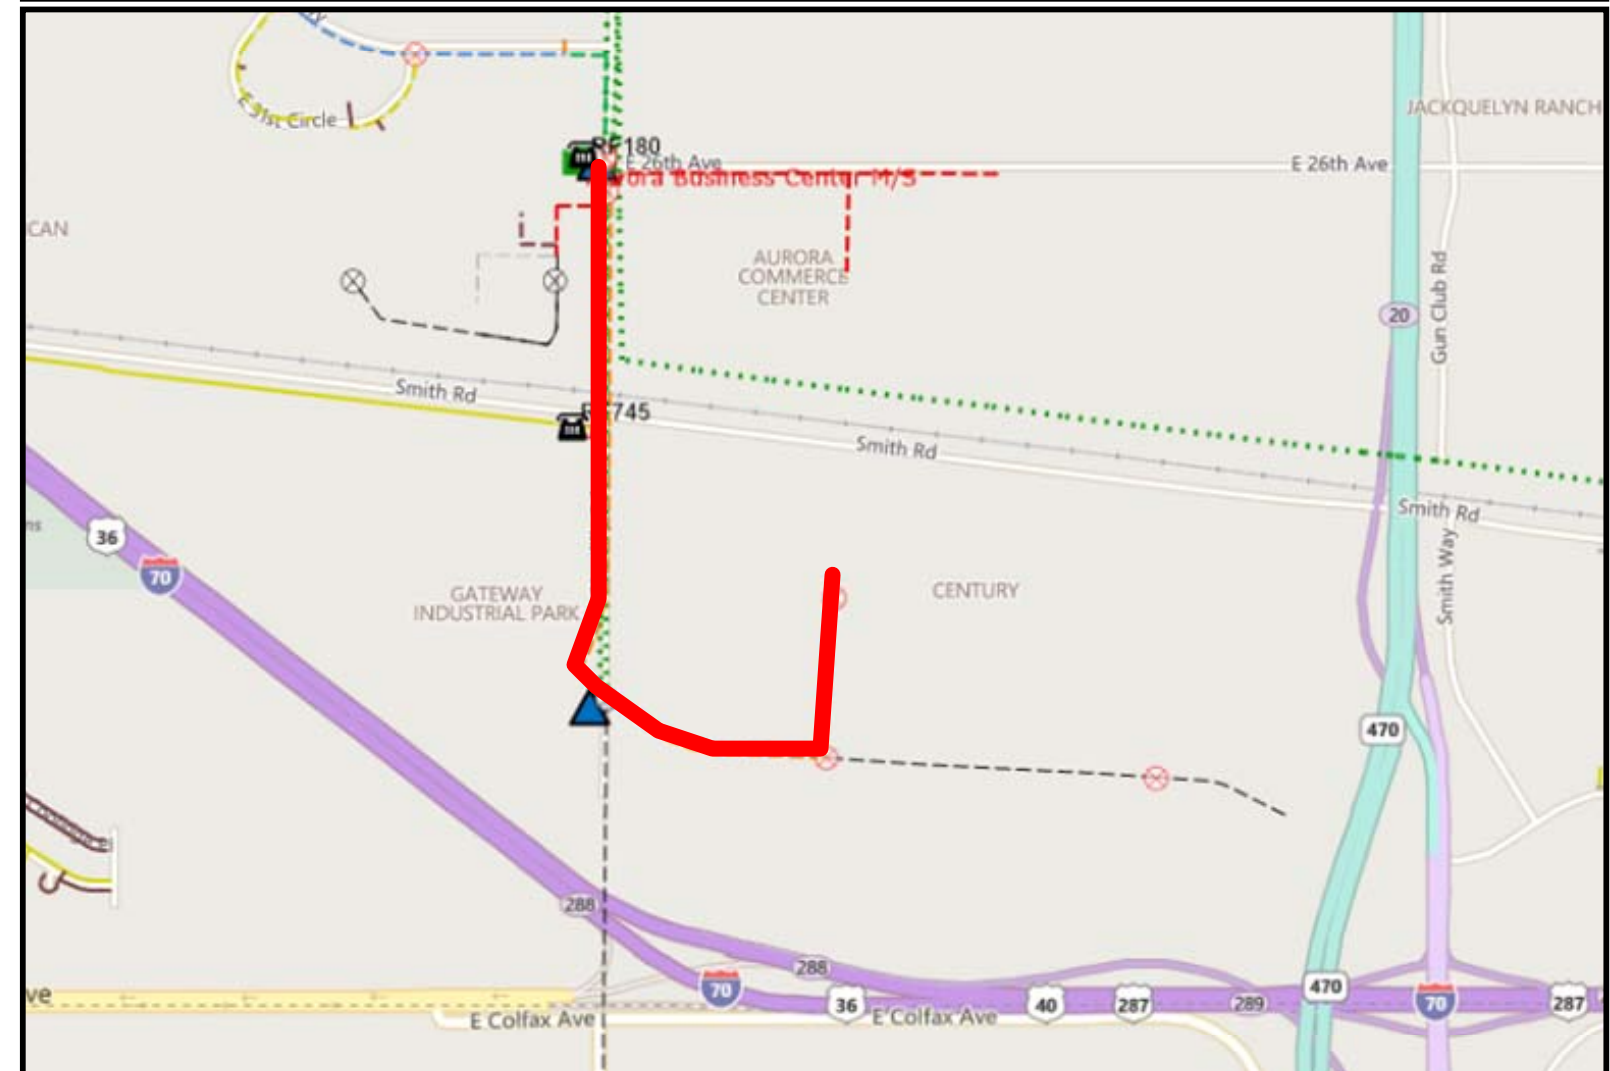 E 31st Circle
180
E 26th Ave
E 26th Ave
JACKQUELYN RANCH
Business Center M/S
CAN
AURORA
COMMERCE
CENTER
20
Gun Club Rd
Smith Rd
745
Smith Rd
Smith Rd
36
70
GATEWAY
INDUSTRIAL PARK
CENTURY
Smith Way
470
288
288
70
36
40
287
289
470
70
287
ve
E Colfax Ave
E Colfax Ave